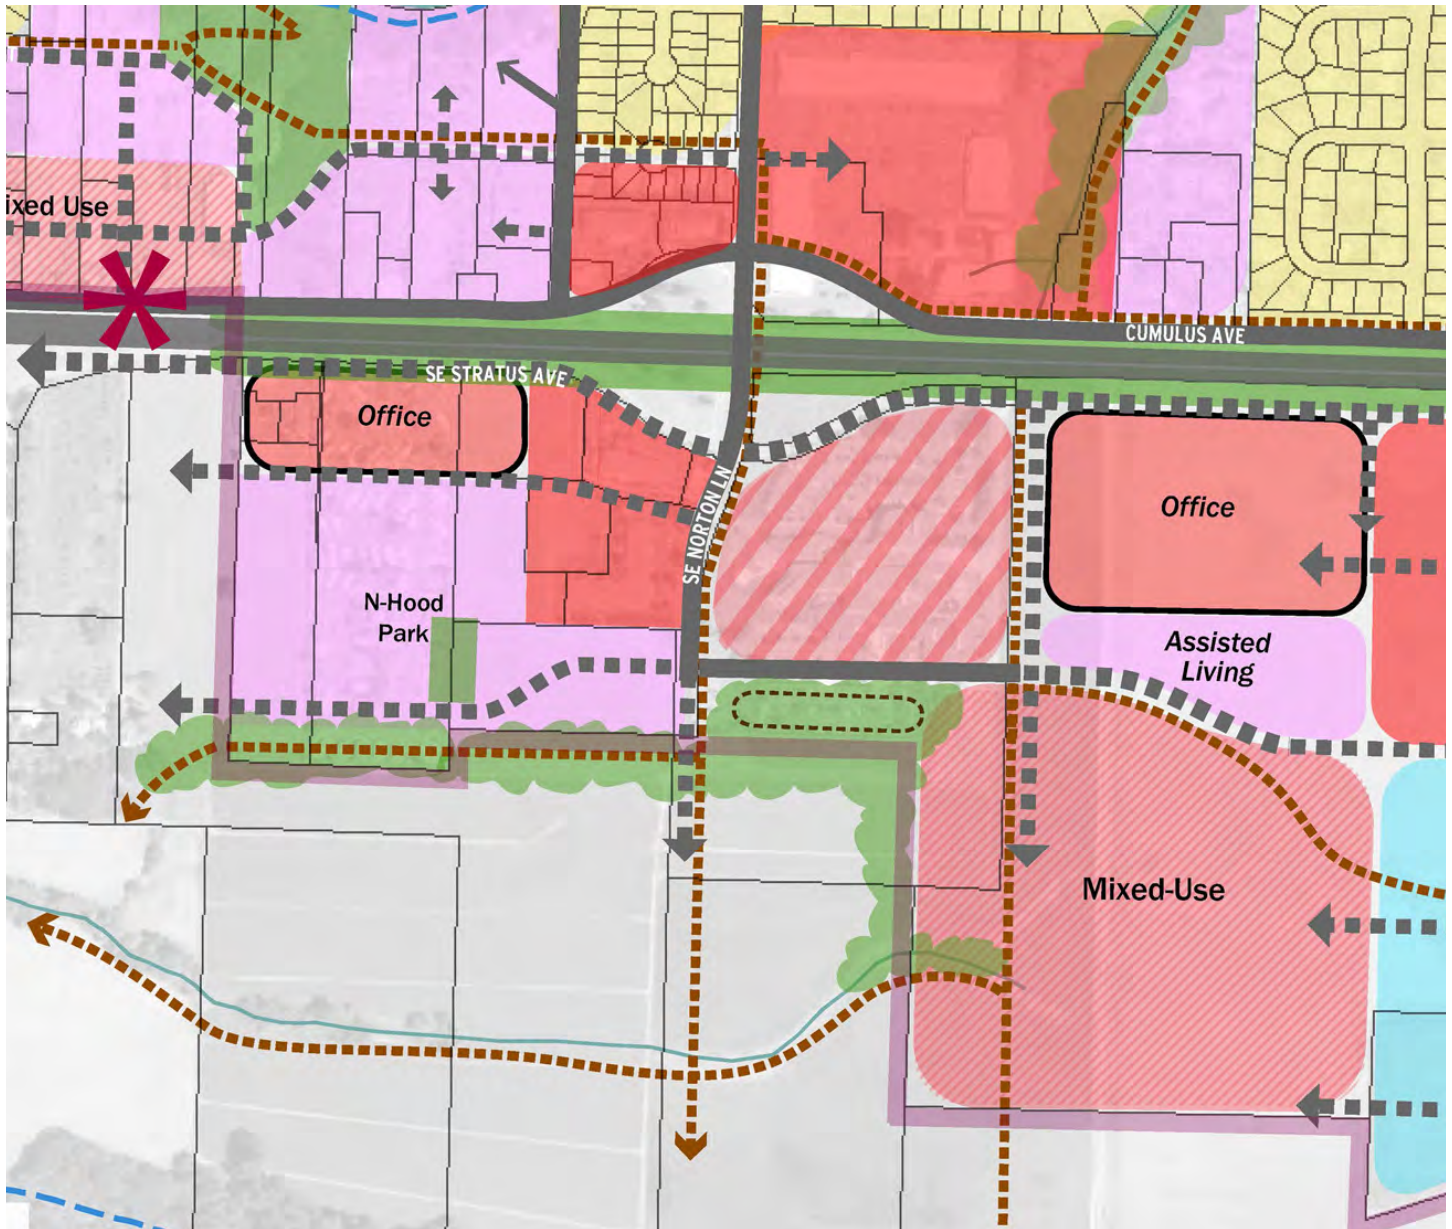 ixed Use
CUMULUS AVE
SE STRATUS AVE
Office
SE NORTON LN
Office
N-Hood
Park
Assisted
Living
Mixed-Use